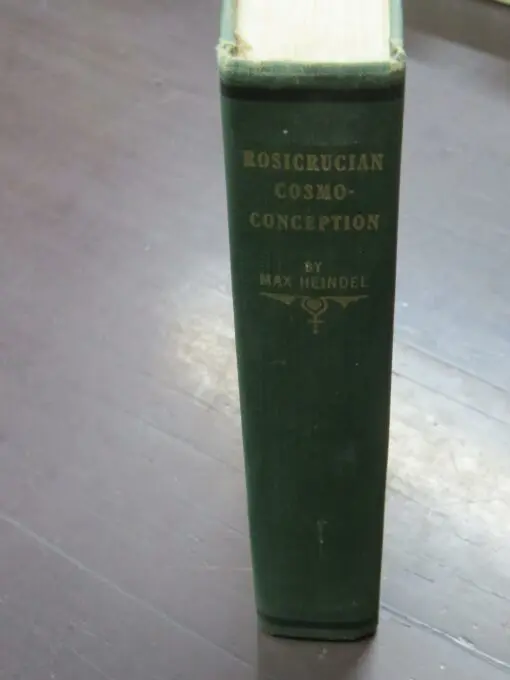 ROSICRUCIAN
COSMO-
CONCEPTION
BY
MAX HEINDEL